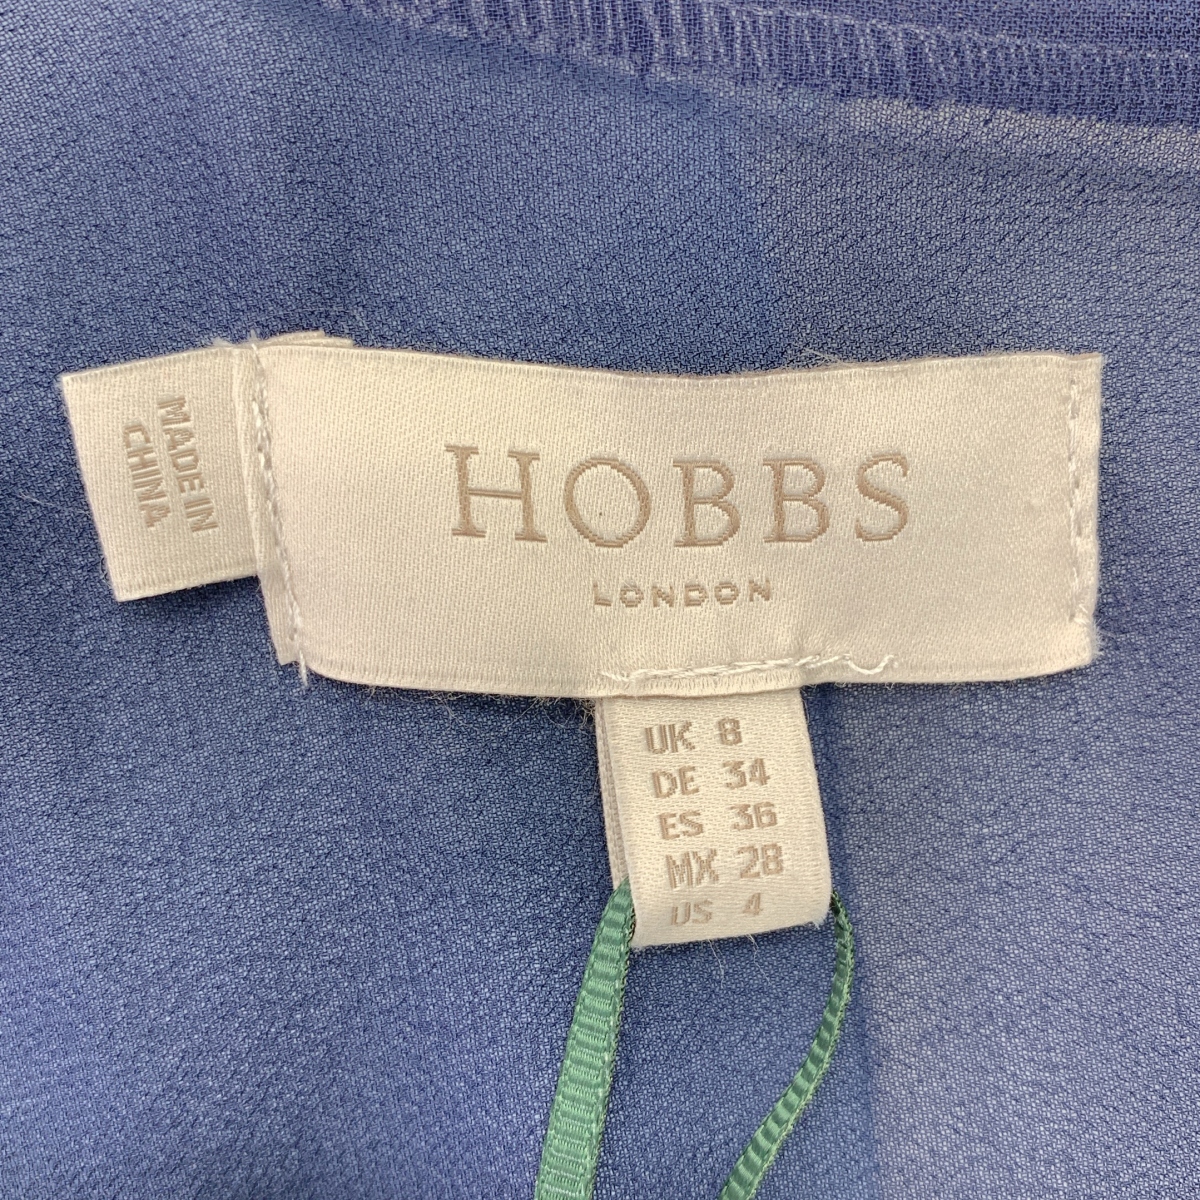 MADE IN
CHINA
HOBBS
LONDON
UK 8
DE 34
ES 36
MX 28
US 4